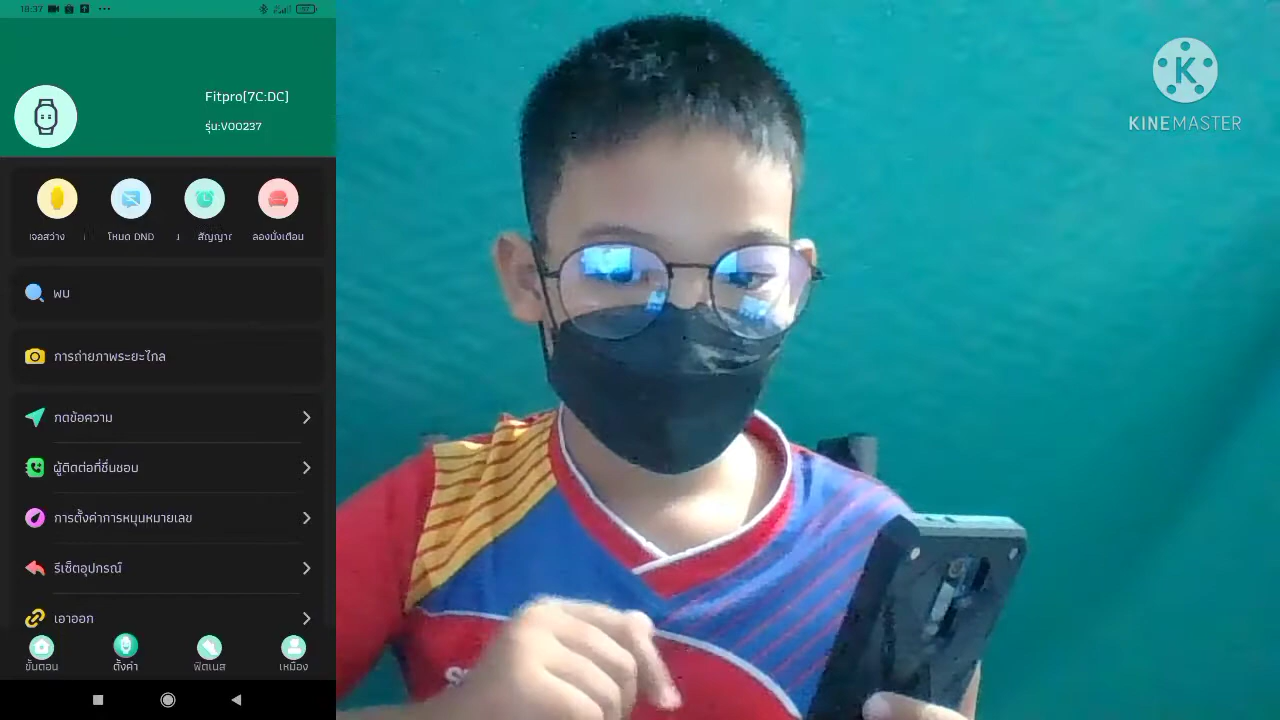 18:37
Fitpro[7C:DC]
รุ่น:V00237
เจอสว่าง
โหมด DND
สัญญาณ
ลองนั่งเตือน
พบ
การถ่ายภาพระยะไกล
กดข้อความ
ผู้ติดต่อที่ชื่นชอบ
การตั้งค่าการหมุนหมายเลข
รีเซ็ตอุปกรณ์
เอาออก
ขั้นตอน
ตั้งค่า
ฟิตเนส
เหมือง
K
KINEMASTER